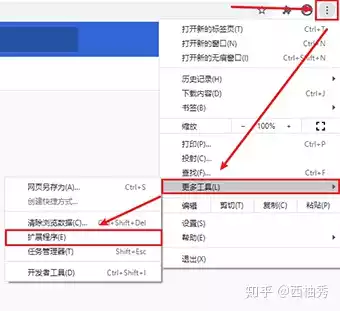 打开新的标签页(T) Ctrl+T
打开新的窗口(N) Ctrl+N
打开新的无痕窗口(I) Ctrl+Shift+N
历史记录(H)
下载内容(D) Ctrl+J
书签(B)
缩放 - 100% +
打印(P)... Ctrl+P
投射(C)...
查找(F)... Ctrl+F
更多工具(L)
编辑 剪切(T) 复制(C) 粘贴(P)
设置(S)
帮助(E)
退出(X)
网页另存为(A)... Ctrl+S
创建快捷方式...
清除浏览数据(C)... Ctrl+Shift+Del
扩展程序(E)
任务管理器(T) Shift+Esc
开发者工具(D) Ctrl+Shift+I
知乎 @西柚秀